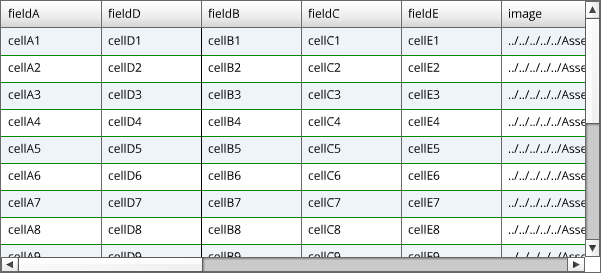 fieldA fieldD fieldB fieldC fieldE image
cellA1 cellD1 cellB1 cellC1 cellE1 ../../../../../Asse
cellA2 cellD2 cellB2 cellC2 cellE2 ../../../../../Asse
cellA3 cellD3 cellB3 cellC3 cellE3 ../../../../../Asse
cellA4 cellD4 cellB4 cellC4 cellE4 ../../../../../Asse
cellA5 cellD5 cellB5 cellC5 cellE5 ../../../../../Asse
cellA6 cellD6 cellB6 cellC6 cellE6 ../../../../../Asse
cellA7 cellD7 cellB7 cellC7 cellE7 ../../../../../Asse
cellA8 cellD8 cellB8 cellC8 cellE8 ../../../../../Asse
cellA9 cellD9 cellB9 cellC9 cellE9 ../../../../../Asse